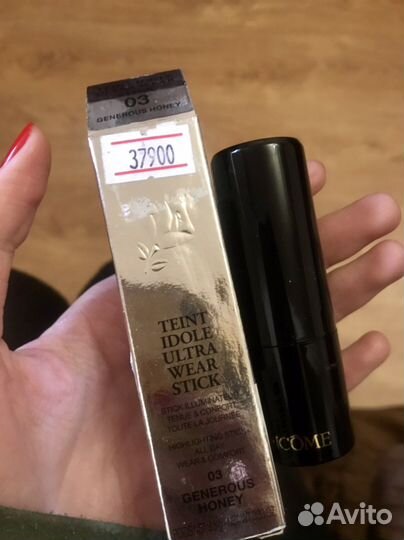 03
GENEROUS HONEY
37900
TEINT
IDOLE
ULTRA
WEAR
STICK
STICK ILLUMINATEUR
TENUE & CONFORT
TOUTE LA JOURNÉE
HIGHLIGHTING STICK
ALL DAY
WEAR & COMFORT
03
GENEROUS
HONEY
NCÔME
Avito